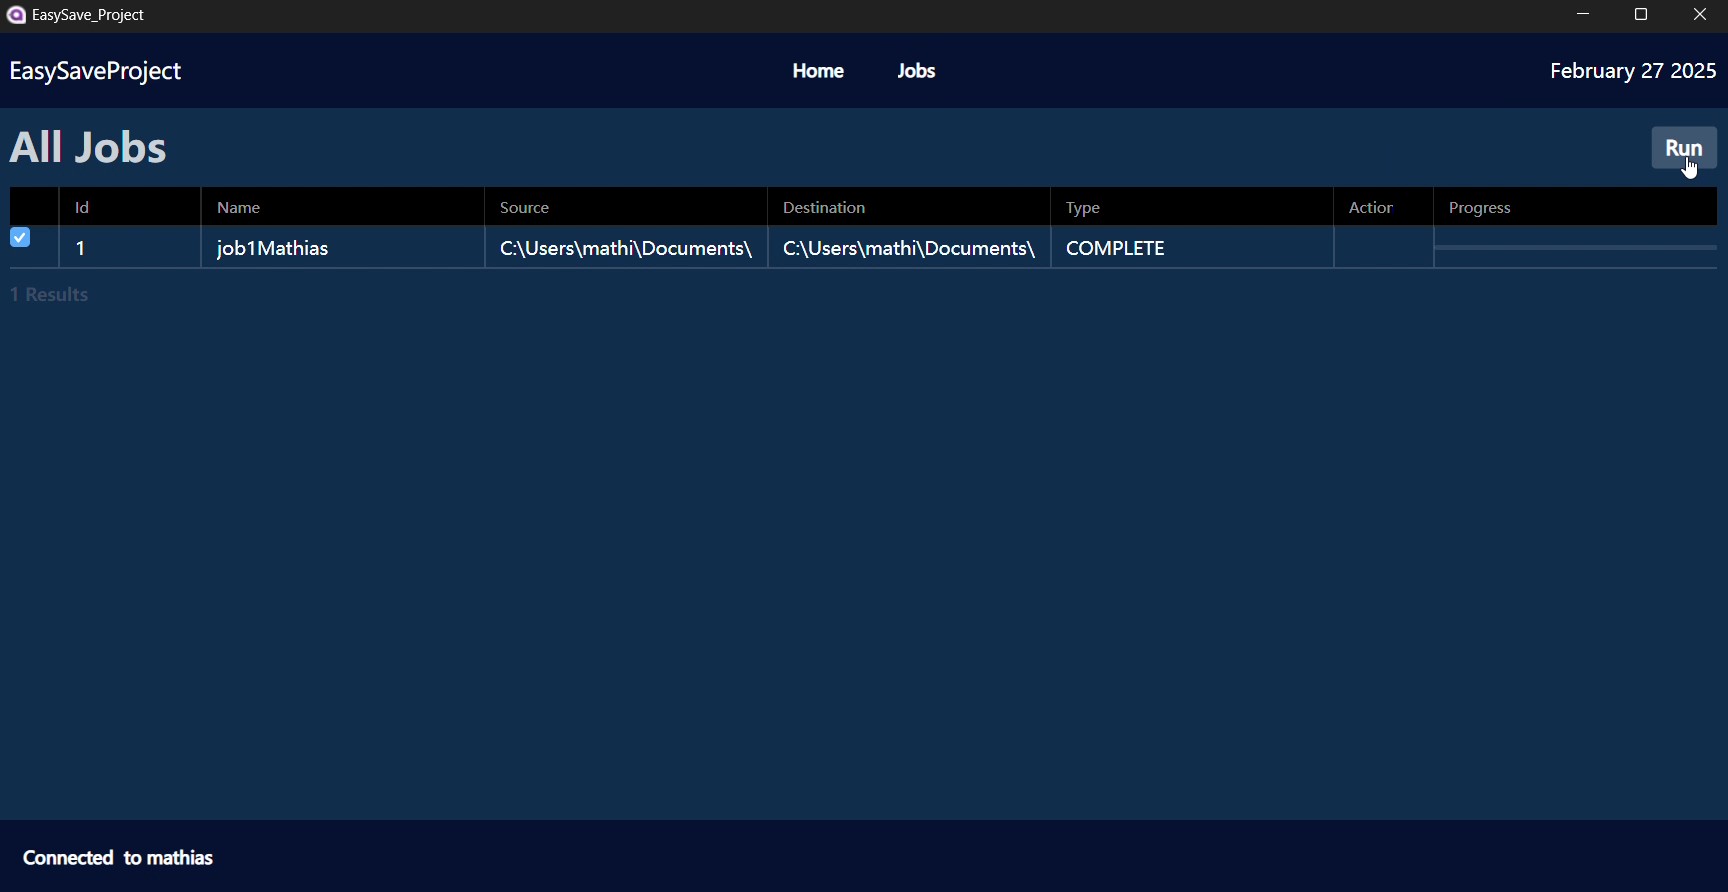 EasySave_Project
EasySaveProject Home Jobs February 27 2025
All Jobs Run
Id Name Source Destination Type Action Progress
1 job1Mathias C:\Users\mathi\Documents\ C:\Users\mathi\Documents\ COMPLETE
1 Results
Connected to mathias